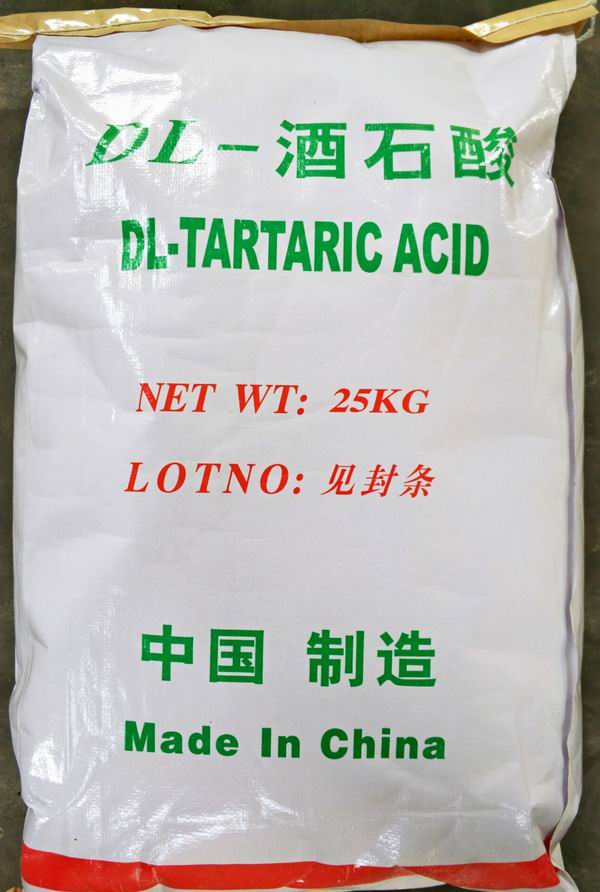 DL-酒石酸
DL-TARTARIC ACID
NET WT: 25KG
LOTNO: 见封条
中国 制造
Made In China